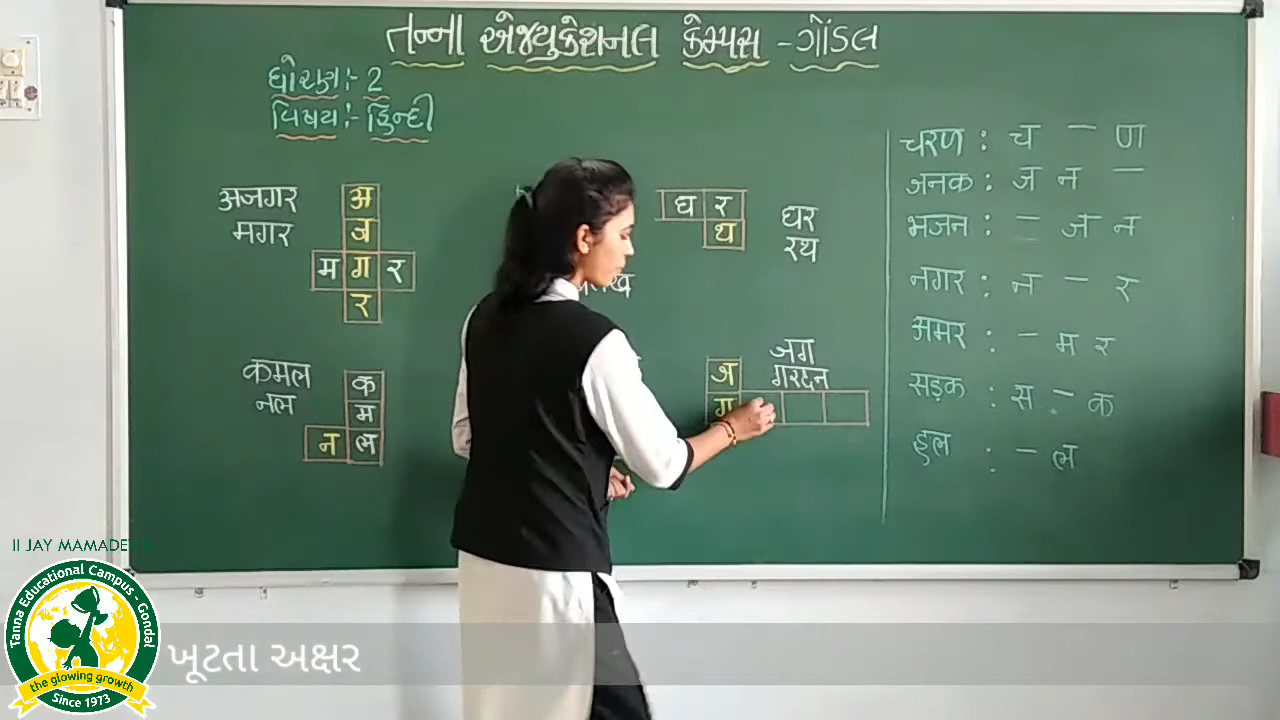 તન્ના એજ્યુકેશનલ કેમ્પસ - ગોંડલ
ધોરણ :- 2
વિષય :- હિન્દી
अजगर
मगर
अ
ज
म ग र
र
कमल
नल
क
म
न ल
घ र
थ
घर
रथ
जग
गरदन
ज
ग
चरण : च – ण
जनक : ज न –
भजन : – ज न
नगर : न – र
अमर : – म र
सड़क : स – क
हल : – ल
II JAY MAMADEV II
Tanna Educational Campus - Gondal
the glowing growth
Since 1973
ખૂટતા અક્ષર